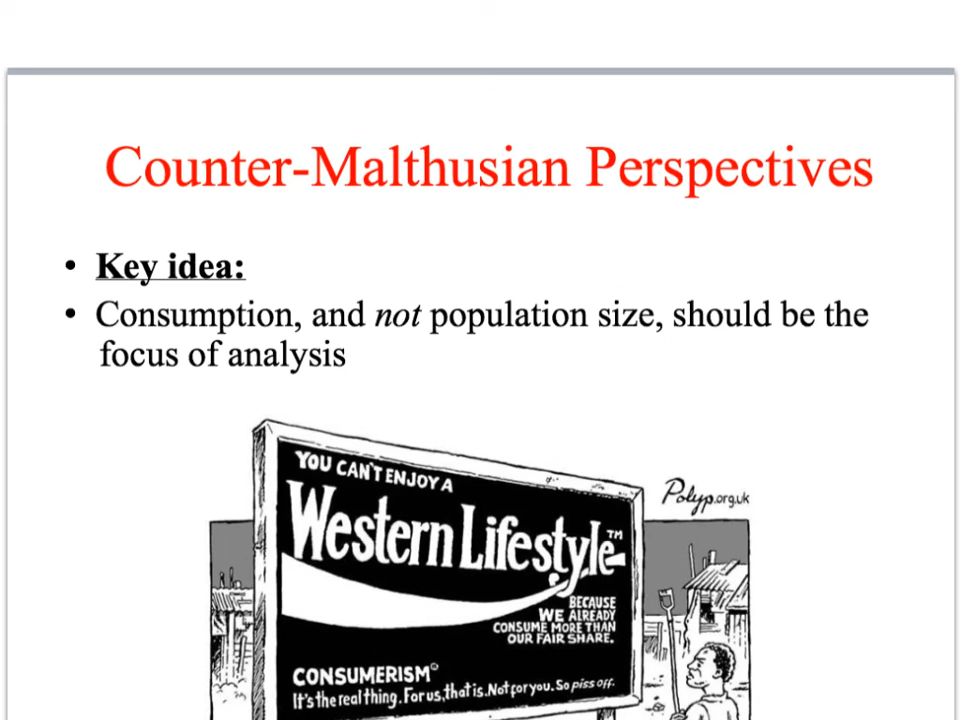 Counter-Malthusian Perspectives
• Key idea:
• Consumption, and not population size, should be the
focus of analysis
YOU CAN'T ENJOY A
Western Lifestyle™
BECAUSE
WE ALREADY
CONSUME MORE THAN
OUR FAIR SHARE.
CONSUMERISM©
It's the real thing. For us, that is. Not for you. So piss off.
Polyp.org.uk